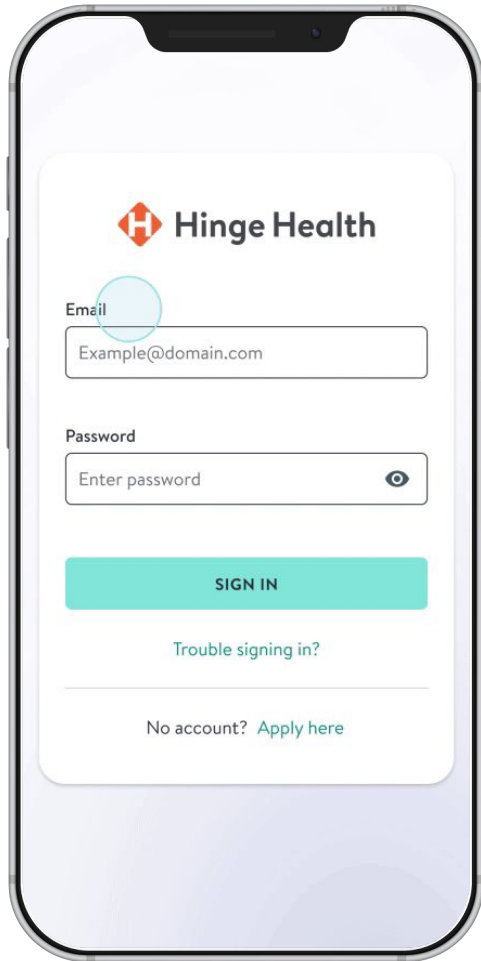 Hinge Health
Email
Example@domain.com
Password
Enter password
SIGN IN
Trouble signing in?
No account? Apply here